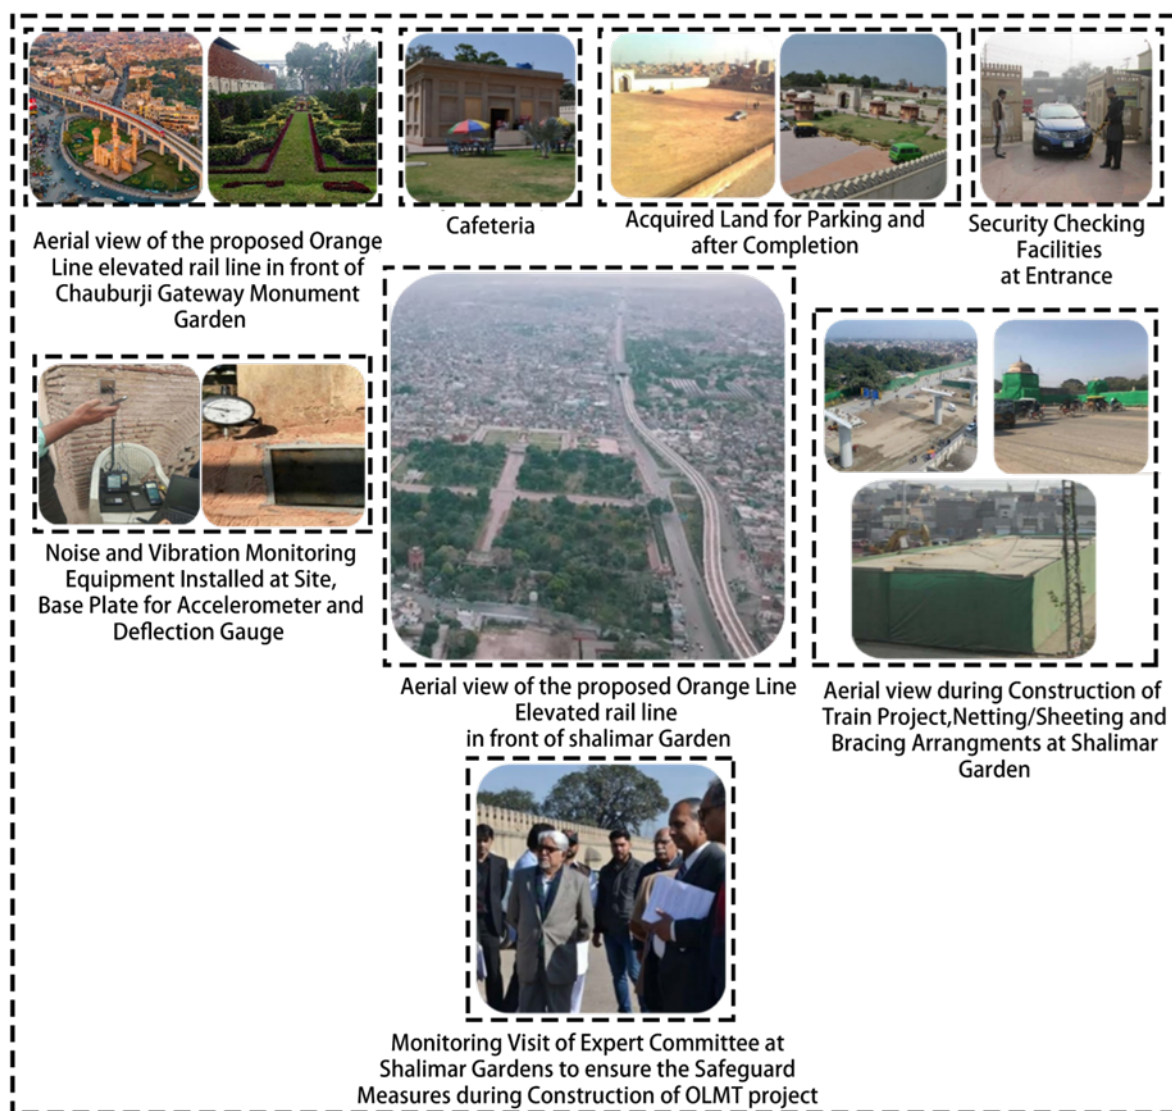 Aerial view of the proposed Orange
Line elevated rail line in front of
Chauburji Gateway Monument
Garden
Cafeteria
Acquired Land for Parking and
after Completion
Security Checking
Facilities
at Entrance
Noise and Vibration Monitoring
Equipment Installed at Site,
Base Plate for Accelerometer and
Deflection Gauge
Aerial view of the proposed Orange Line
Elevated rail line
in front of shalimar Garden
Aerial view during Construction of
Train Project,Netting/Sheeting and
Bracing Arrangments at Shalimar
Garden
Monitoring Visit of Expert Committee at
Shalimar Gardens to ensure the Safeguard
Measures during Construction of OLMT project